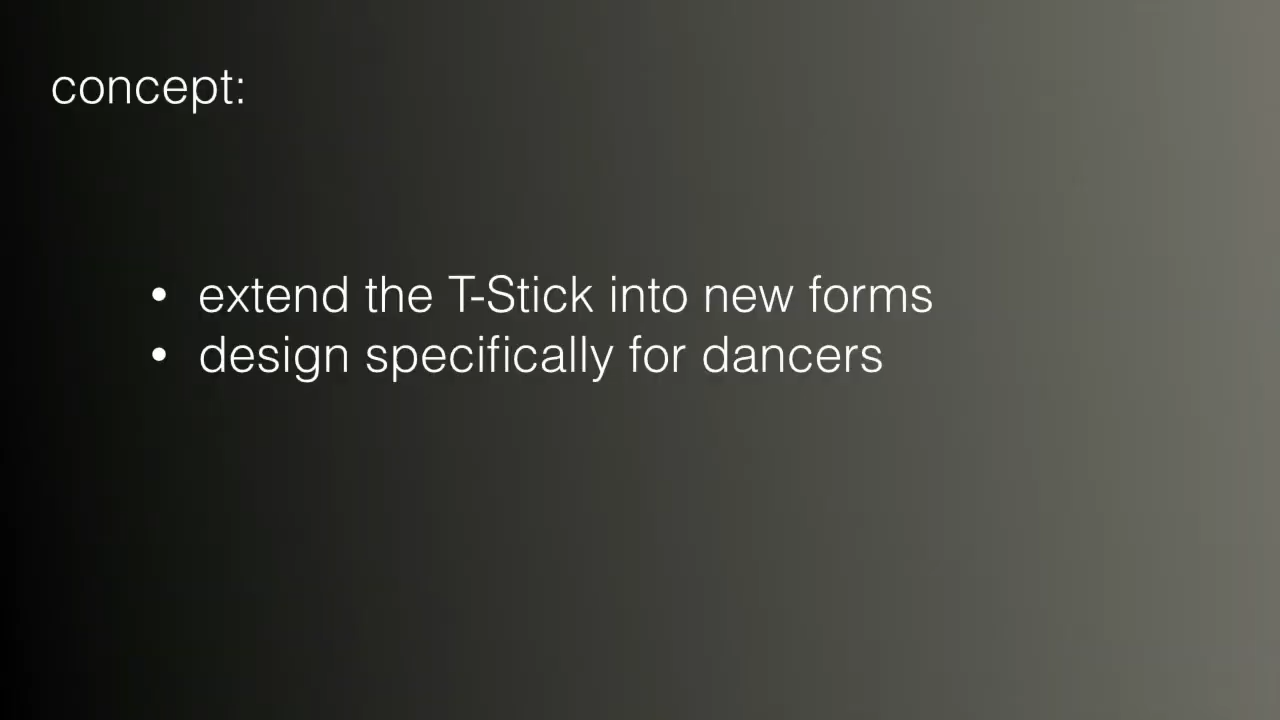 concept:
• extend the T-Stick into new forms
• design specifically for dancers